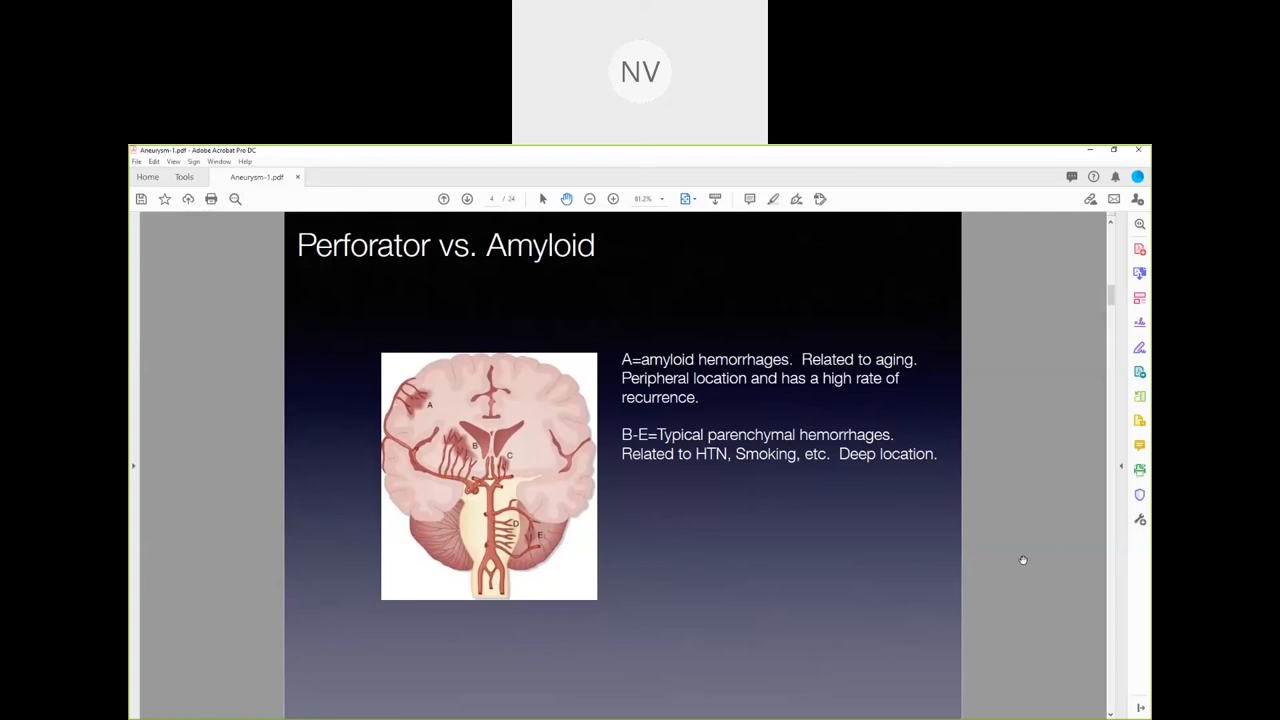 NV
Aneurysm-1.pdf - Adobe Acrobat Pro DC
File Edit View Sign Window Help
Home Tools Aneurysm-1.pdf ×
4 / 24 81.2%
Perforator vs. Amyloid
A=amyloid hemorrhages. Related to aging.
Peripheral location and has a high rate of
recurrence.
B-E=Typical parenchymal hemorrhages.
Related to HTN, Smoking, etc. Deep location.
A
B
C
D
E